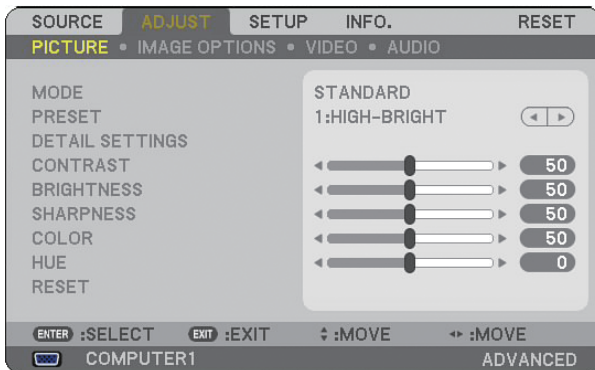 SOURCE ADJUST SETUP INFO. RESET
PICTURE • IMAGE OPTIONS • VIDEO • AUDIO
MODE STANDARD
PRESET 1:HIGH-BRIGHT
DETAIL SETTINGS
CONTRAST 50
BRIGHTNESS 50
SHARPNESS 50
COLOR 50
HUE 0
RESET
ENTER :SELECT EXIT :EXIT :MOVE :MOVE
COMPUTER1 ADVANCED